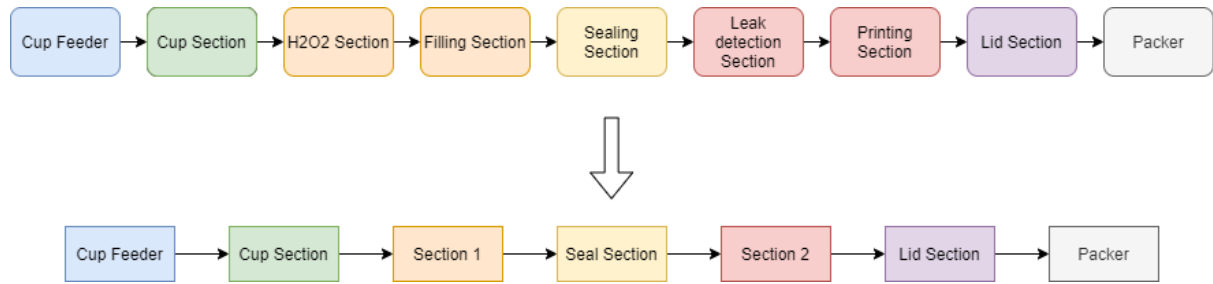 Cup Feeder
Cup Section
H2O2 Section
Filling Section
Sealing
Section
Leak
detection
Section
Printing
Section
Lid Section
Packer
Cup Feeder
Cup Section
Section 1
Seal Section
Section 2
Lid Section
Packer